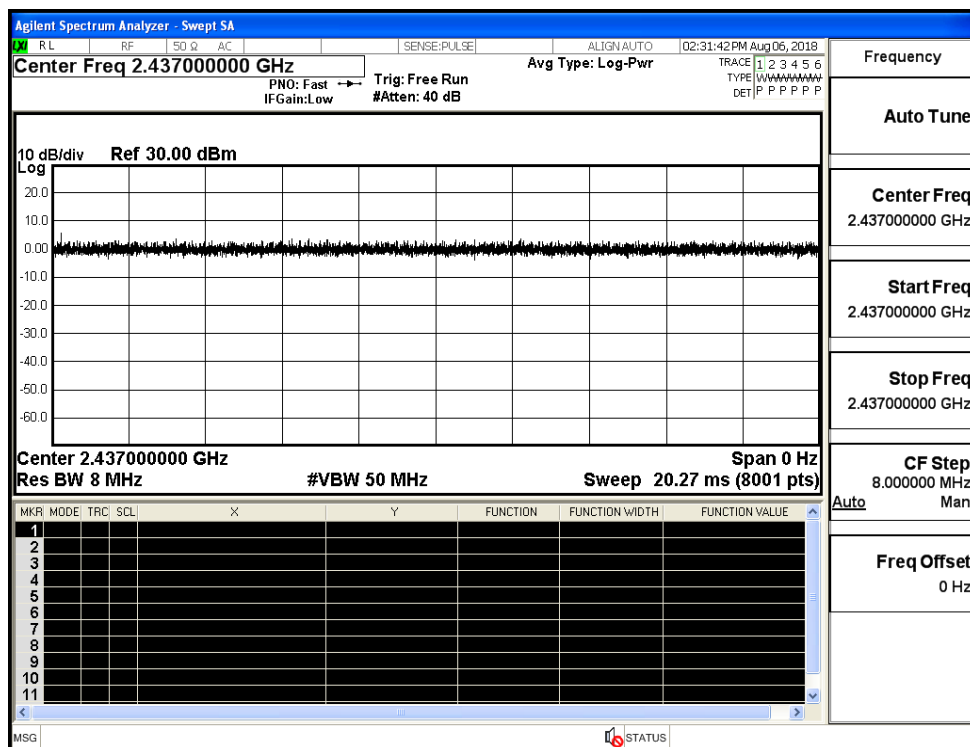 Agilent Spectrum Analyzer - Swept SA
LXI RL RF 50 Ω AC SENSE:PULSE ALIGN AUTO 02:31:42 PM Aug 06, 2018
Center Freq 2.437000000 GHz
PNO: Fast
IFGain:Low
Trig: Free Run
#Atten: 40 dB
Avg Type: Log-Pwr
TRACE 1 2 3 4 5 6
TYPE WWWWWW
DET P P P P P P
10 dB/div Ref 30.00 dBm
Log
20.0
10.0
0.00
-10.0
-20.0
-30.0
-40.0
-50.0
-60.0
Center 2.437000000 GHz Span 0 Hz
Res BW 8 MHz #VBW 50 MHz Sweep 20.27 ms (8001 pts)
MKR MODE TRC SCL X Y FUNCTION FUNCTION WIDTH FUNCTION VALUE
1
2
3
4
5
6
7
8
9
10
11
MSG STATUS
Frequency
Auto Tune
Center Freq
2.437000000 GHz
Start Freq
2.437000000 GHz
Stop Freq
2.437000000 GHz
CF Step
8.000000 MHz
Auto Man
Freq Offset
0 Hz